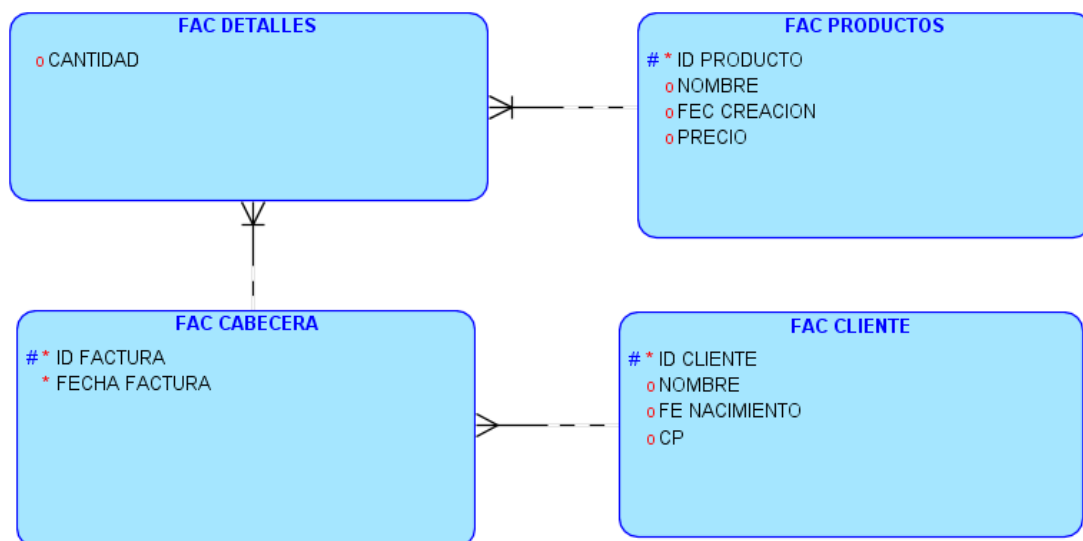 FAC DETALLES
o CANTIDAD
FAC PRODUCTOS
# * ID PRODUCTO
o NOMBRE
o FEC CREACION
o PRECIO
FAC CABECERA
# * ID FACTURA
* FECHA FACTURA
FAC CLIENTE
# * ID CLIENTE
o NOMBRE
o FE NACIMIENTO
o CP